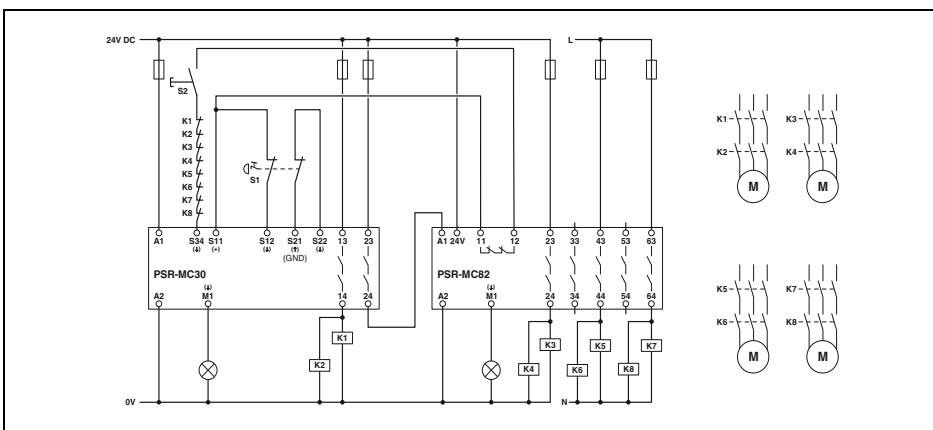 24V DC
L
S2
K1
K2
K3
K4
K5
K6
K7
K8
S1
A1 S34 S11 S12 S21 S22 13 23
(↓) (+) (↓) (↑) (↓)
(GND)
PSR-MC30
(↓)
A2 M1 14 24
A1 24V 11 12 23 33 43 53 63
PSR-MC82
(↓)
A2 M1 24 34 44 54 64
K1
K2
K3
K4
K5
K6
K7
K8
0V
N
K1
K2
M
K3
K4
M
K5
K6
M
K7
K8
M